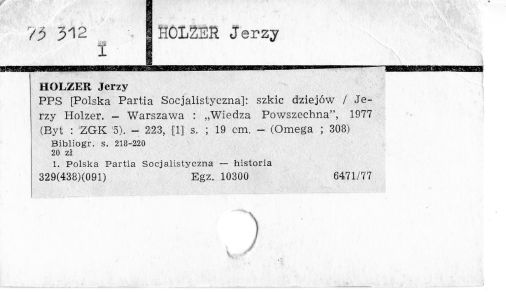 73 312
I
HOLZER Jerzy
HOLZER Jerzy
PPS [Polska Partia Socjalistyczna]: szkic dziejów / Je-
rzy Holzer. — Warszawa : „Wiedza Powszechna”, 1977
(Byt : ZGK 5). — 223, [1] s. ; 19 cm. — (Omega ; 308)
Bibliogr. s. 218-220
20 zł
1. Polska Partia Socjalistyczna — historia
329(438)(091) Egz. 10300 6471/77